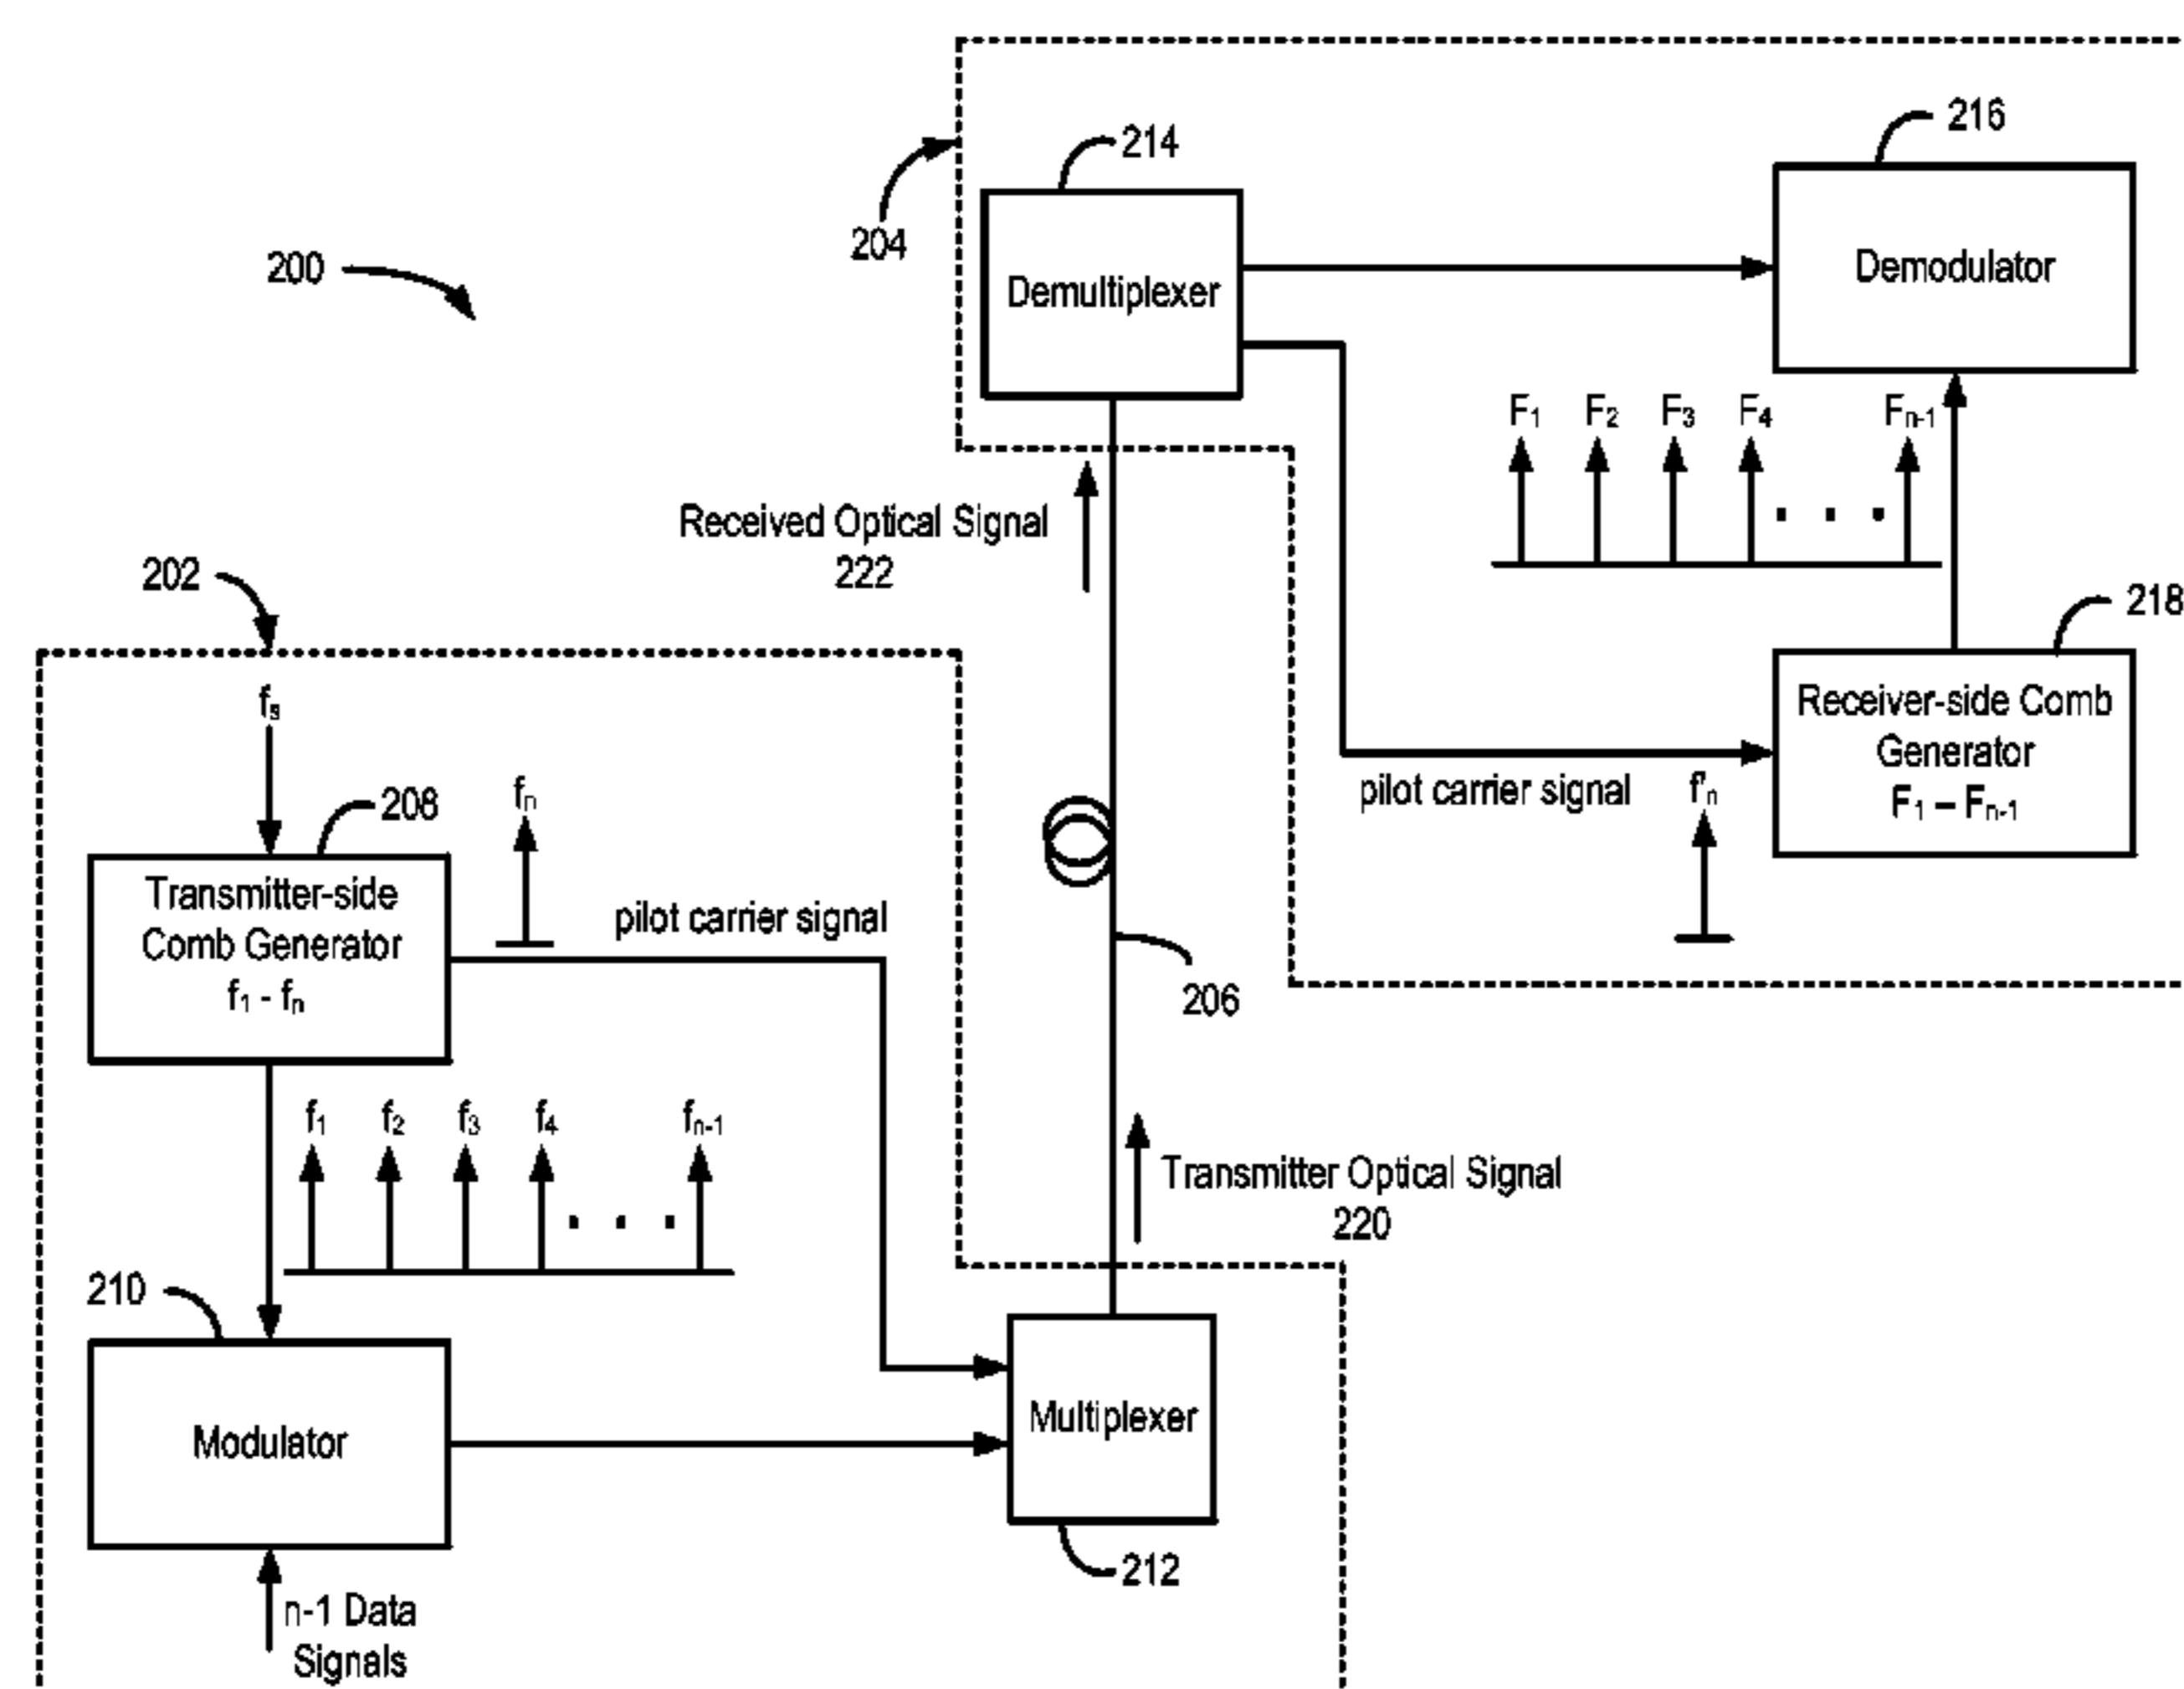 214
216
204
200
Demultiplexer
Demodulator
F₁ F₂ F₃ F₄ Fₙ₋₁
. . .
Received Optical Signal
222
202
218
fₛ
Receiver-side Comb
Generator
F₁ – Fₙ₋₁
pilot carrier signal
f'ₙ
208
fₙ
Transmitter-side
Comb Generator
f₁ - fₙ
pilot carrier signal
206
f₁ f₂ f₃ f₄ fₙ₋₁
. . .
Transmitter Optical Signal
220
210
Modulator
Multiplexer
212
n-1 Data
Signals